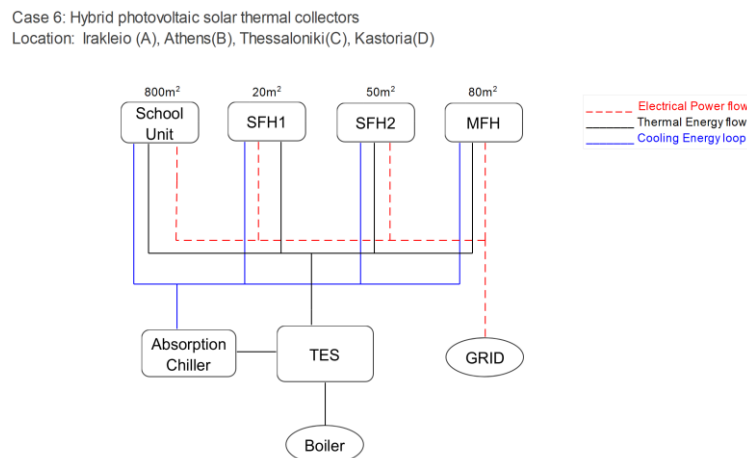 Case 6: Hybrid photovoltaic solar thermal collectors
Location:  Irakleio (A), Athens(B), Thessaloniki(C), Kastoria(D)
800m²
20m²
50m²
80m²
School
Unit
SFH1
SFH2
MFH
Electrical Power flow
Thermal Energy flow
Cooling Energy loop
Absorption
Chiller
TES
GRID
Boiler